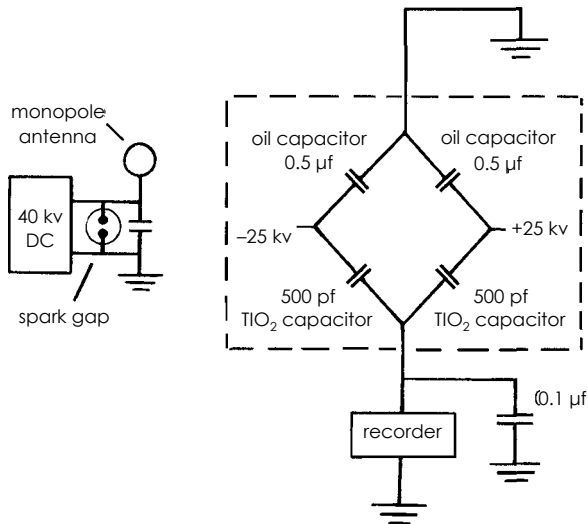 monopole
antenna
40 kv
DC
spark gap
oil capacitor
0.5 µf
oil capacitor
0.5 µf
–25 kv
+25 kv
500 pf
TIO₂ capacitor
500 pf
TIO₂ capacitor
(0.1 µf
recorder